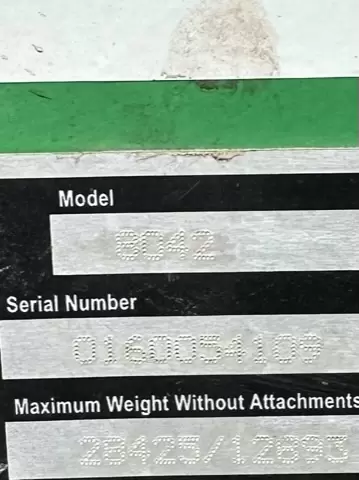 Model
8042
Serial Number
0160054109
Maximum Weight Without Attachments
28425/12893